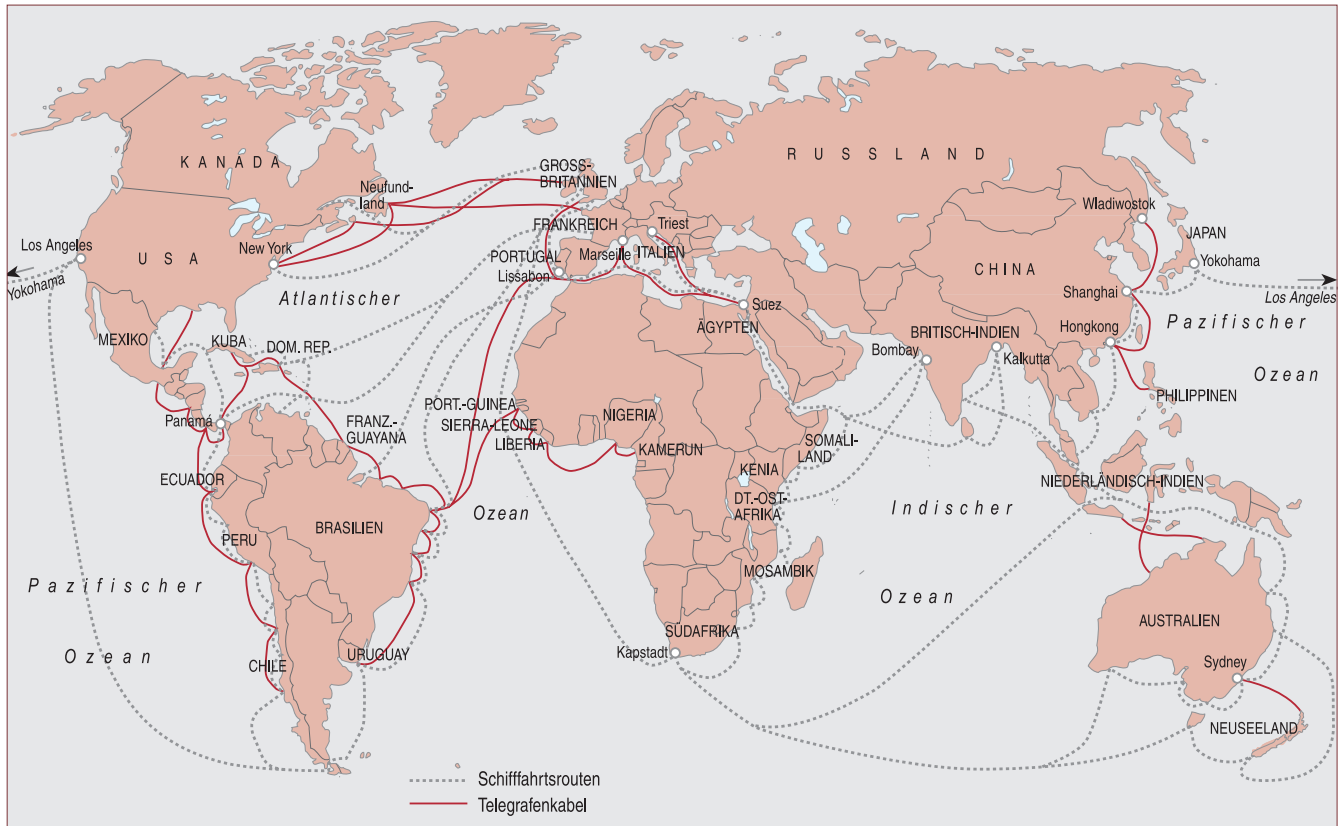 KANADA
Neufund-
land
GROSS-
BRITANNIEN
RUSSLAND
Wladiwostok
Los Angeles
Yokohama
USA
New York
FRANKREICH
Triest
Marseille
ITALIEN
PORTUGAL
Lissabon
JAPAN
Yokohama
CHINA
Shanghai
Los Angeles
Atlantischer
Suez
ÄGYPTEN
BRITISCH-INDIEN
Hongkong
Pazifischer
Ozean
MEXIKO
KUBA
DOM. REP.
Bombay
Kalkutta
PHILIPPINEN
Panamá
FRANZ.-
GUAYANA
PORT.-GUINEA
SIERRA-LEONE
LIBERIA
NIGERIA
KAMERUN
SOMALI-
LAND
KENIA
DT.-OST-
AFRIKA
NIEDERLÄNDISCH-INDIEN
ECUADOR
BRASILIEN
Ozean
Indischer
Ozean
PERU
MOSAMBIK
Pazifischer
Ozean
SÜDAFRIKA
Kapstadt
AUSTRALIEN
Sydney
CHILE
URUGUAY
NEUSEELAND
Schifffahrtsrouten
Telegrafenkabel